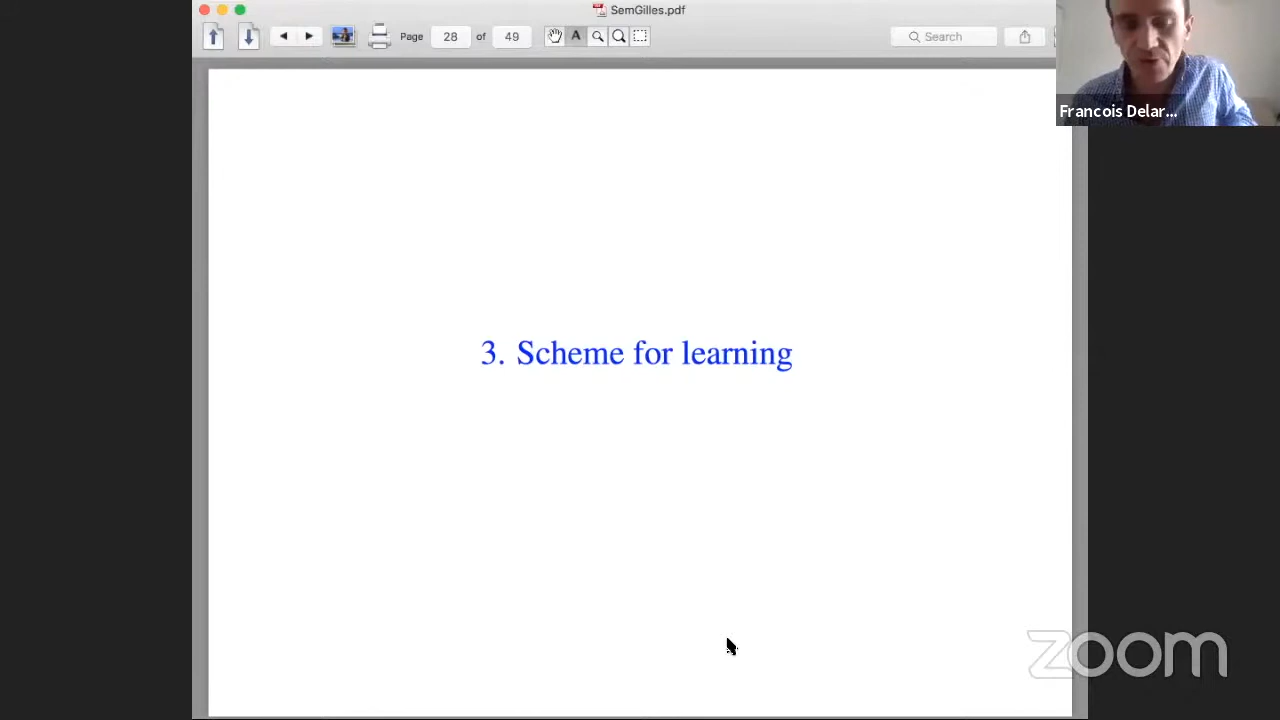 SemGilles.pdf
Page 28 of 49
A
Search
Francois Delar...
3. Scheme for learning
zoom